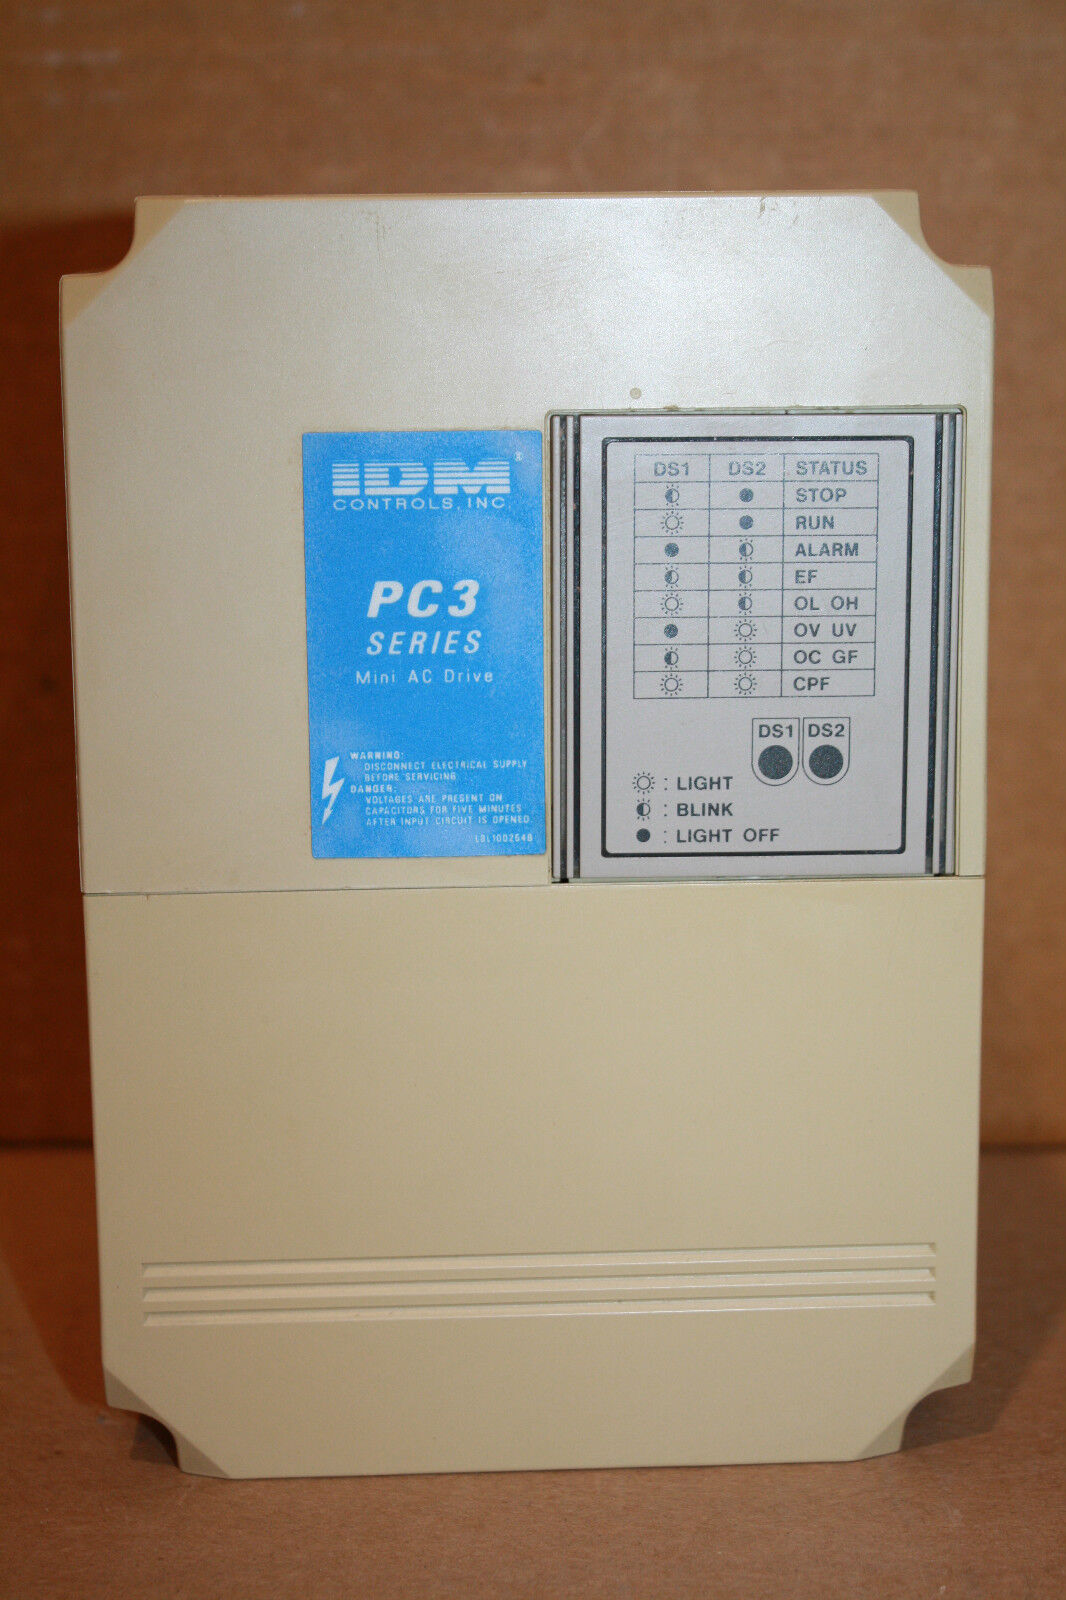 IDM®
CONTROLS, INC.
PC3
SERIES
Mini AC Drive
WARNING:
DISCONNECT ELECTRICAL SUPPLY
BEFORE SERVICING.
DANGER:
VOLTAGES ARE PRESENT ON
CAPACITORS FOR FIVE MINUTES
AFTER INPUT CIRCUIT IS OPENED.
LBL100264B
DS1 DS2 STATUS
STOP
RUN
ALARM
EF
OL OH
OV UV
OC GF
CPF
DS1 DS2
: LIGHT
: BLINK
: LIGHT OFF